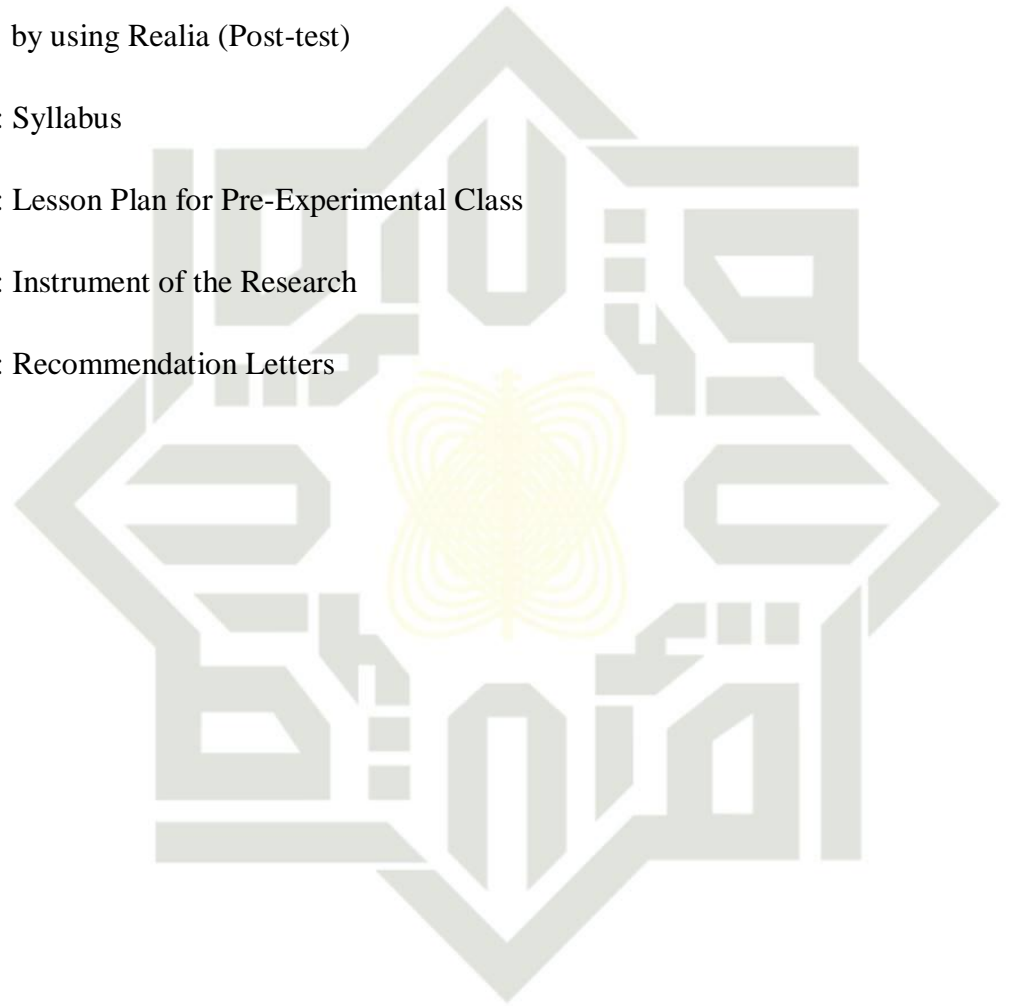 by using Realia (Post-test)
: Syllabus
: Lesson Plan for Pre-Experimental Class
: Instrument of the Research
: Recommendation Letters